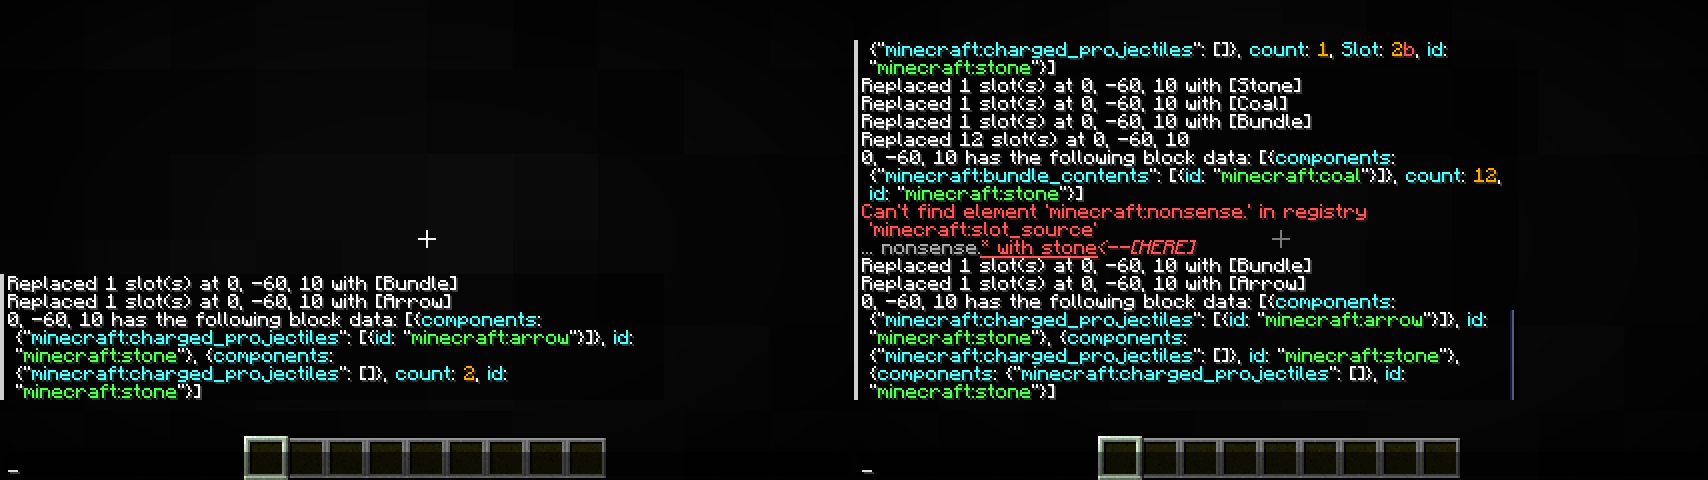 Replaced 1 slot(s) at 0, -60, 10 with [Bundle]
Replaced 1 slot(s) at 0, -60, 10 with [Arrow]
0, -60, 10 has the following block data: [{components:
{"minecraft:charged_projectiles": [{id: "minecraft:arrow"}]}, id:
"minecraft:stone"}, {components:
{"minecraft:charged_projectiles": []}, count: 2, id:
"minecraft:stone"}]
_
{"minecraft:charged_projectiles": []}, count: 1, Slot: 2b, id:
"minecraft:stone"}]
Replaced 1 slot(s) at 0, -60, 10 with [Stone]
Replaced 1 slot(s) at 0, -60, 10 with [Coal]
Replaced 1 slot(s) at 0, -60, 10 with [Bundle]
Replaced 12 slot(s) at 0, -60, 10
0, -60, 10 has the following block data: [{components:
{"minecraft:bundle_contents": [{id: "minecraft:coal"}]}, count: 12,
id: "minecraft:stone"}]
Can't find element 'minecraft:nonsense.' in registry
'minecraft:slot_source'
... nonsense.* with stone<--[HERE]
Replaced 1 slot(s) at 0, -60, 10 with [Bundle]
Replaced 1 slot(s) at 0, -60, 10 with [Arrow]
0, -60, 10 has the following block data: [{components:
{"minecraft:charged_projectiles": [{id: "minecraft:arrow"}]}, id:
"minecraft:stone"}, {components:
{"minecraft:charged_projectiles": []}, id: "minecraft:stone"},
{components: {"minecraft:charged_projectiles": []}, id:
"minecraft:stone"}]
_